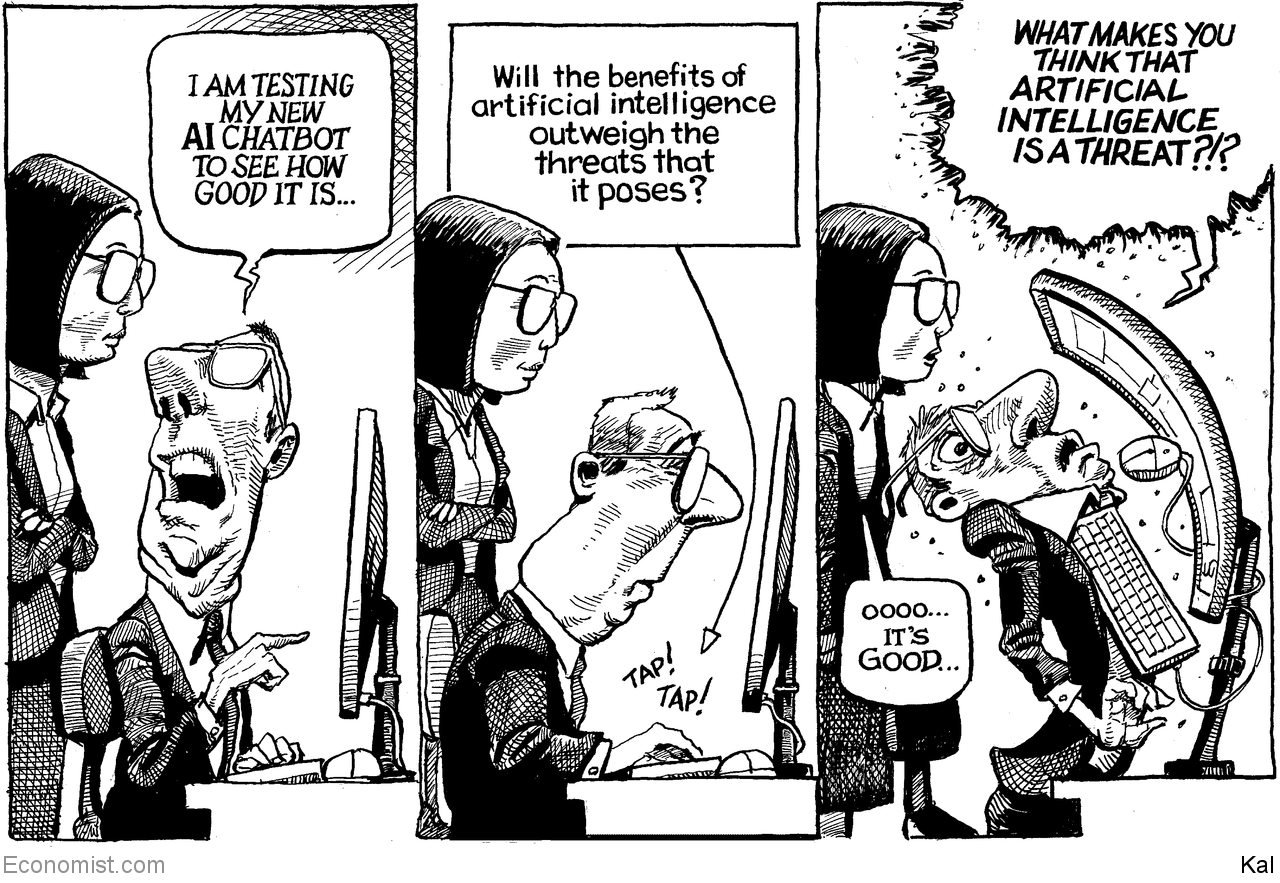 I AM TESTING
MY NEW
AI CHATBOT
TO SEE HOW
GOOD IT IS...
Will the benefits of
artificial intelligence
outweigh the
threats that
it poses?
TAP!
TAP!
WHAT MAKES YOU
THINK THAT
ARTIFICIAL
INTELLIGENCE
IS A THREAT?!?
OOOO...
IT'S
GOOD...
Economist.com
Kal